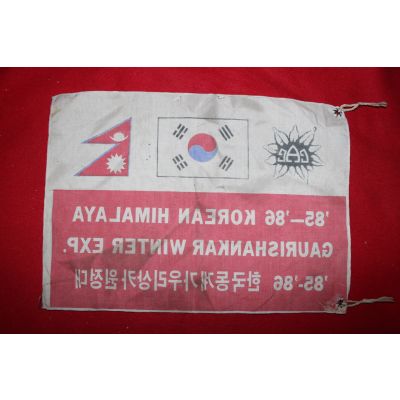 '85—'86 KOREAN HIMALAYA
GAURISHANKAR WINTER EXP.
'85-'86 한국동계가우리상카원정대